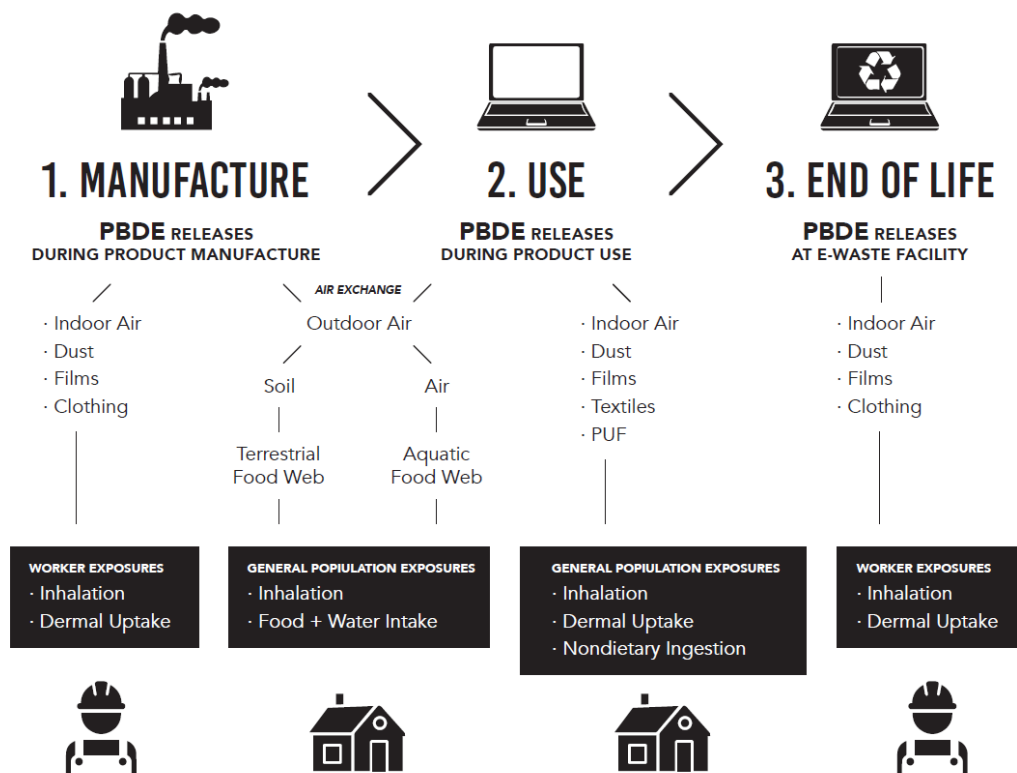 1. MANUFACTURE
PBDE RELEASES
DURING PRODUCT MANUFACTURE
2. USE
PBDE RELEASES
DURING PRODUCT USE
3. END OF LIFE
PBDE RELEASES
AT E-WASTE FACILITY
· Indoor Air
· Dust
· Films
· Clothing
AIR EXCHANGE
Outdoor Air
Soil
Air
Terrestrial
Food Web
Aquatic
Food Web
· Indoor Air
· Dust
· Films
· Textiles
· PUF
· Indoor Air
· Dust
· Films
· Clothing
WORKER EXPOSURES
· Inhalation
· Dermal Uptake
GENERAL POPIULATION EXPOSURES
· Inhalation
· Food + Water Intake
GENERAL POPIULATION EXPOSURES
· Inhalation
· Dermal Uptake
· Nondietary Ingestion
WORKER EXPOSURES
· Inhalation
· Dermal Uptake